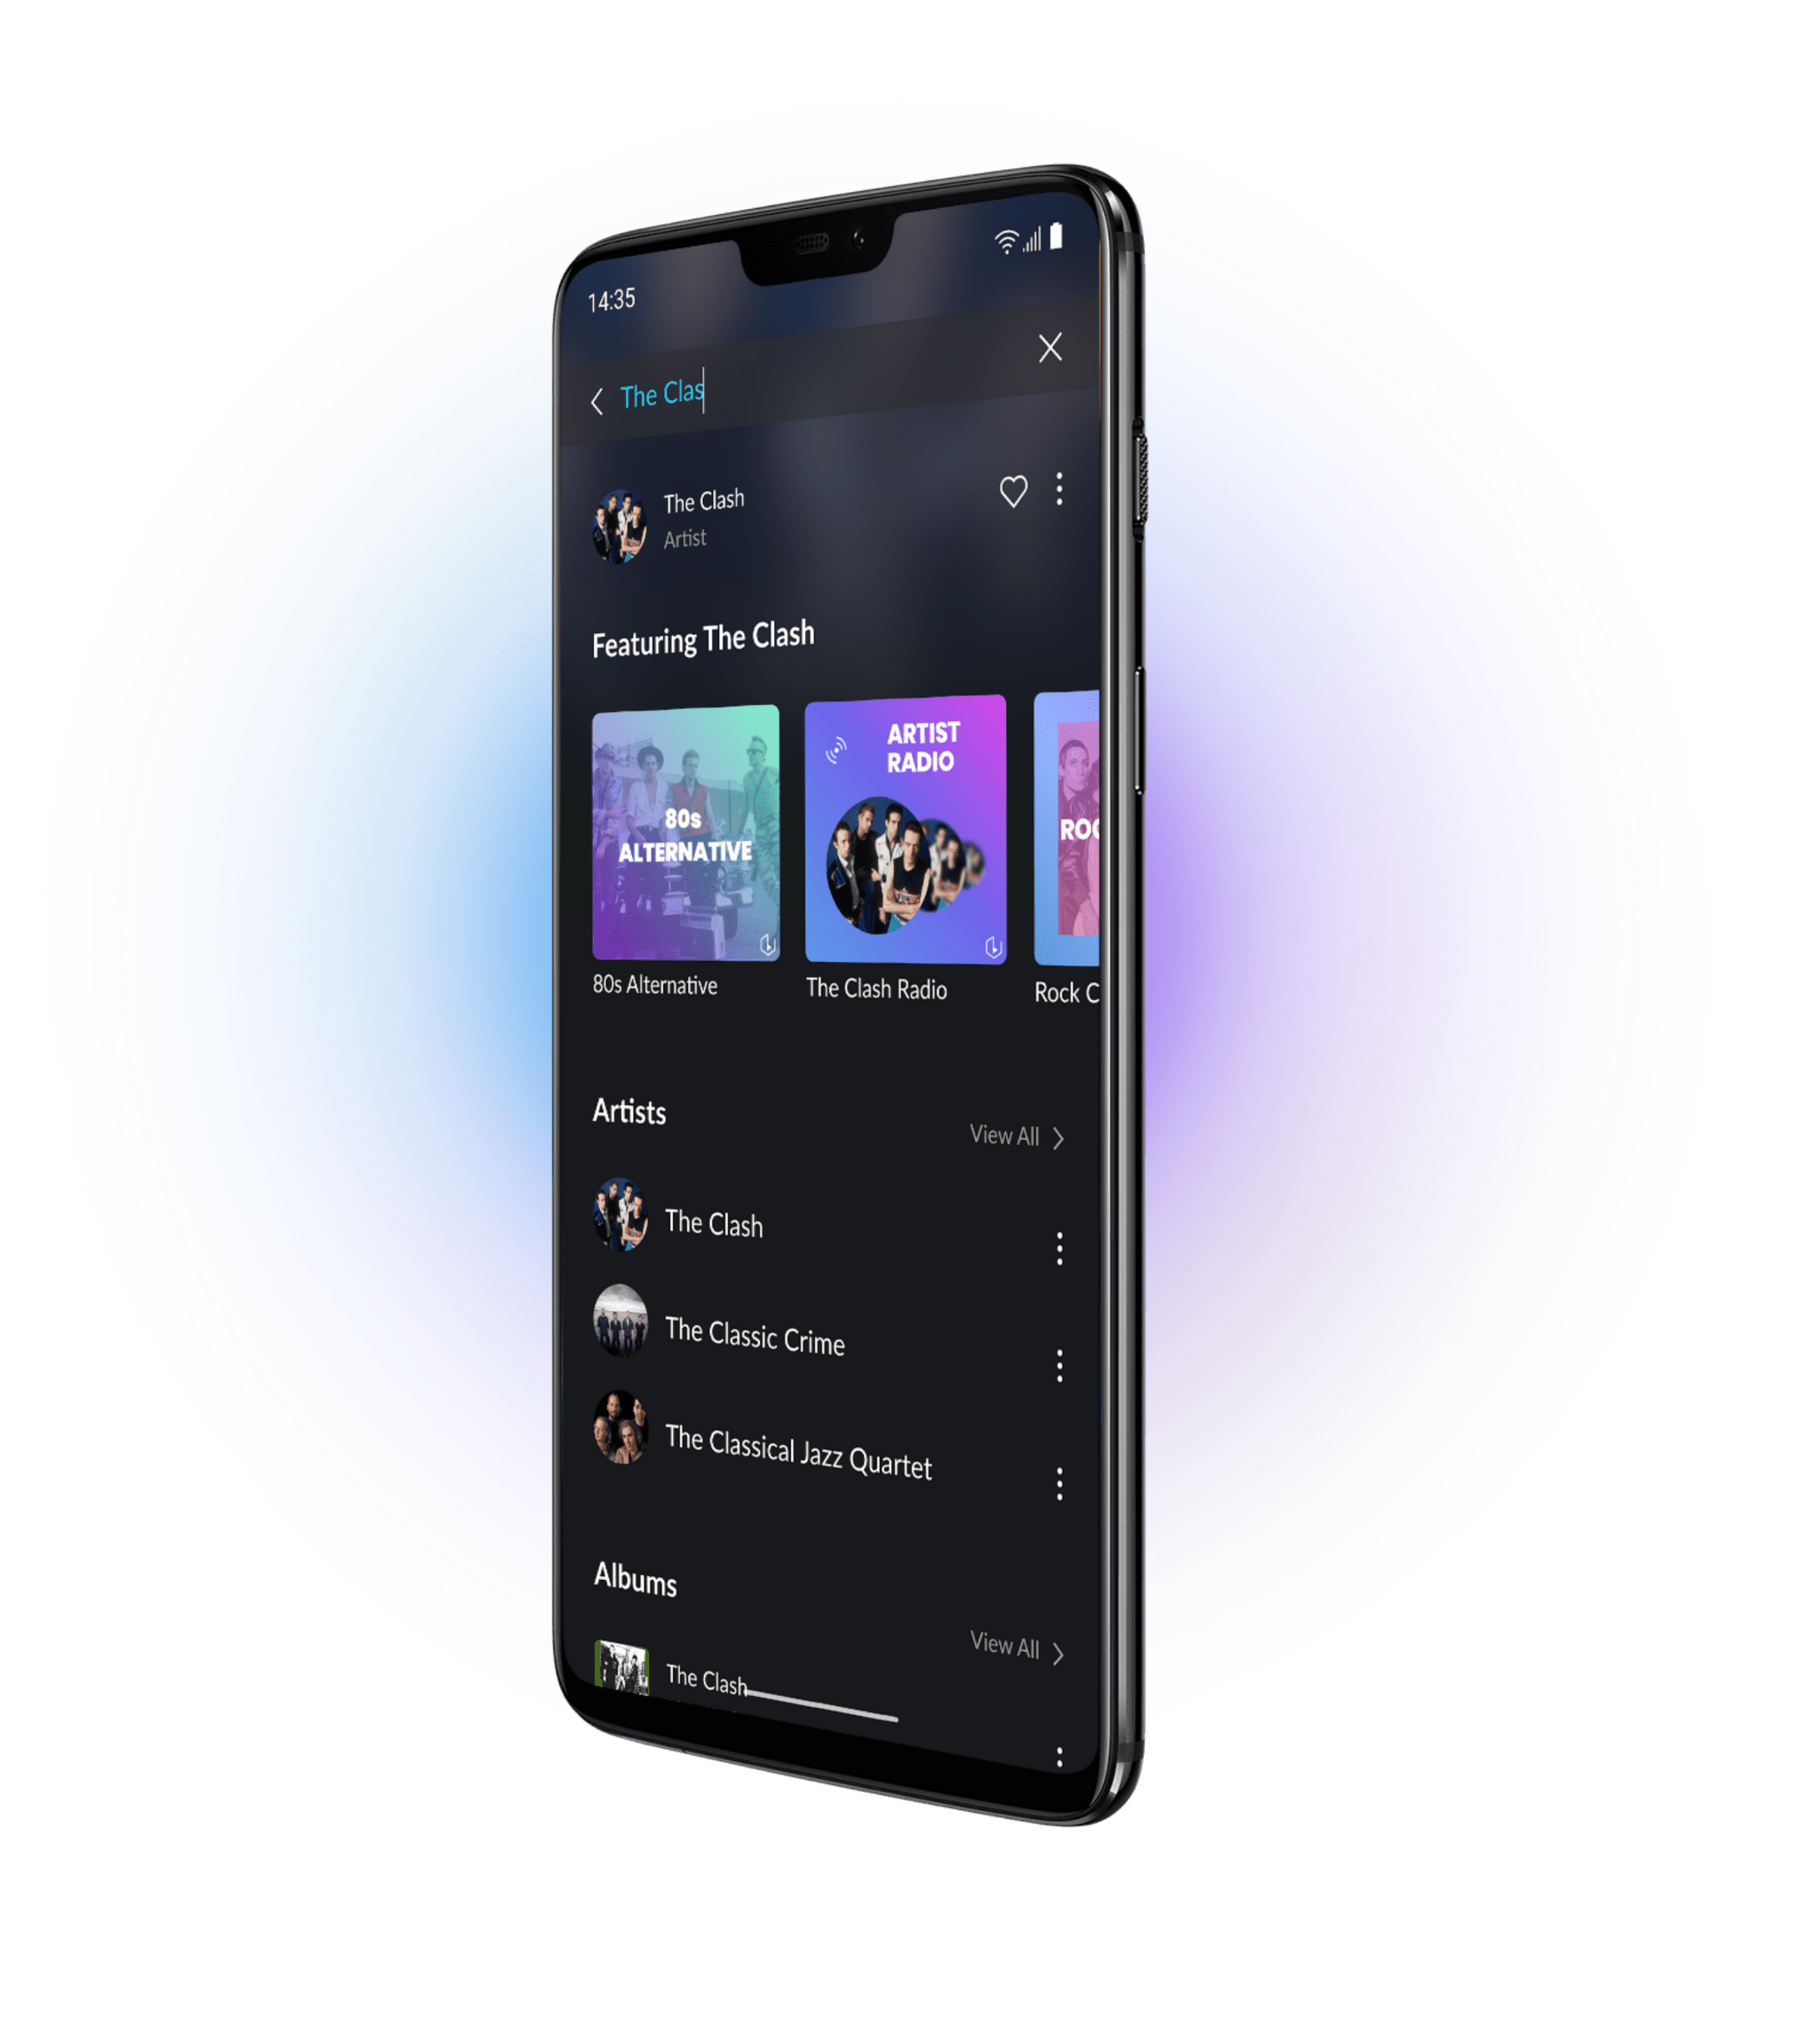 14:35
The Clas
The Clash
Artist
Featuring The Clash
80s
ALTERNATIVE
ARTIST
RADIO
80s Alternative
The Clash Radio
Rock
Artists
View All
The Clash
The Classic Crime
The Classical Jazz Quartet
Albums
View All
The Clash